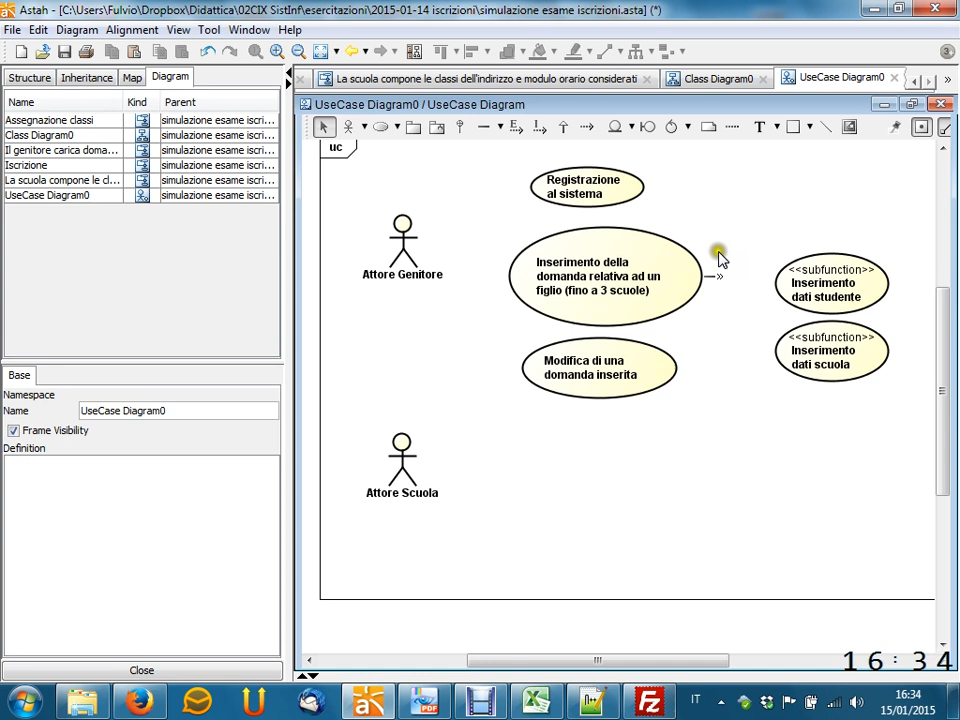 Astah - [C:\Users\Fulvio\Dropbox\Didattica\02CIX SistInf\esercitazioni\2015-01-14 iscrizioni\simulazione esame iscrizioni.asta] (*)
File Edit Diagram Alignment View Tool Window Help
3
Structure Inheritance Map Diagram
La scuola compone le classi dell'indirizzo e modulo orario considerati
Class Diagram0
UseCase Diagram0
Name Kind Parent
Assegnazione classi simulazione esame iscri...
Class Diagram0 simulazione esame iscri...
Il genitore carica doma... simulazione esame iscri...
Iscrizione simulazione esame iscri...
La scuola compone le cl... simulazione esame iscri...
UseCase Diagram0 simulazione esame iscri...
Base
Namespace
Name UseCase Diagram0
Frame Visibility
Definition
Close
UseCase Diagram0 / UseCase Diagram
E I T
uc
Registrazione
al sistema
Attore Genitore
Inserimento della
domanda relativa ad un
figlio (fino a 3 scuole)
<<subfunction>>
Inserimento
dati studente
<<subfunction>>
Inserimento
dati scuola
Modifica di una
domanda inserita
Attore Scuola
16:34
IT
16:34
15/01/2015